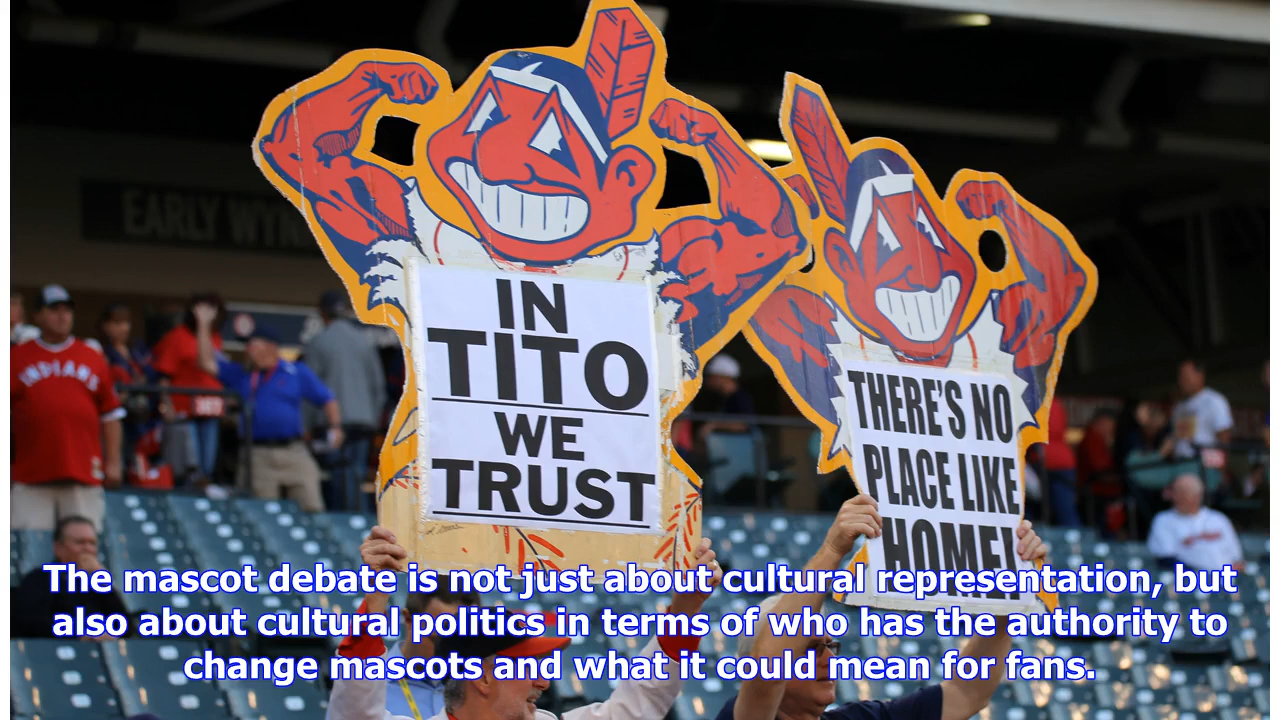 EARLY WYN
INDIANS
IN
TITO
WE
TRUST
THERE'S NO
PLACE LIKE
HOME!
The mascot debate is not just about cultural representation, but
also about cultural politics in terms of who has the authority to
change mascots and what it could mean for fans.